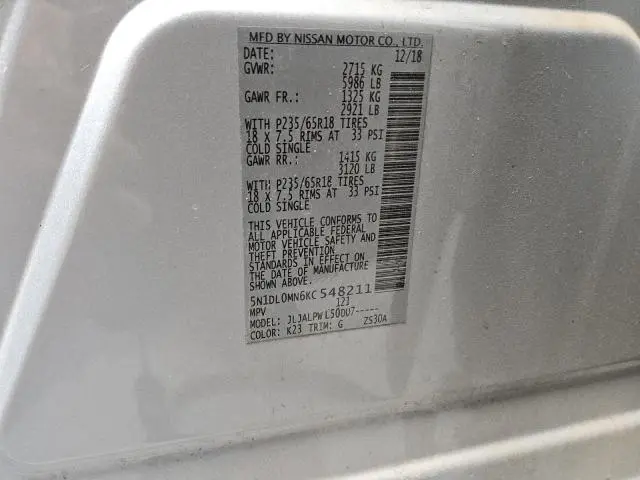 MFD BY NISSAN MOTOR CO., LTD.
DATE: 12/18
GVWR: 2715 KG
5986 LB
GAWR FR.: 1325 KG
2921 LB
WITH P235/65R18 TIRES
18 X 7.5 RIMS AT 33 PSI
COLD SINGLE
GAWR RR.: 1415 KG
3120 LB
WITH P235/65R18 TIRES
18 X 7.5 RIMS AT 33 PSI
COLD SINGLE
THIS VEHICLE CONFORMS TO
ALL APPLICABLE FEDERAL
MOTOR VEHICLE SAFETY AND
THEFT PREVENTION
STANDARDS IN EFFECT ON
THE DATE OF MANUFACTURE
SHOWN ABOVE.
5N1DL0MN6KC548211
MPV 123
MODEL: JLJALPWL50DU7-----
COLOR: K23 TRIM: G ZS30A